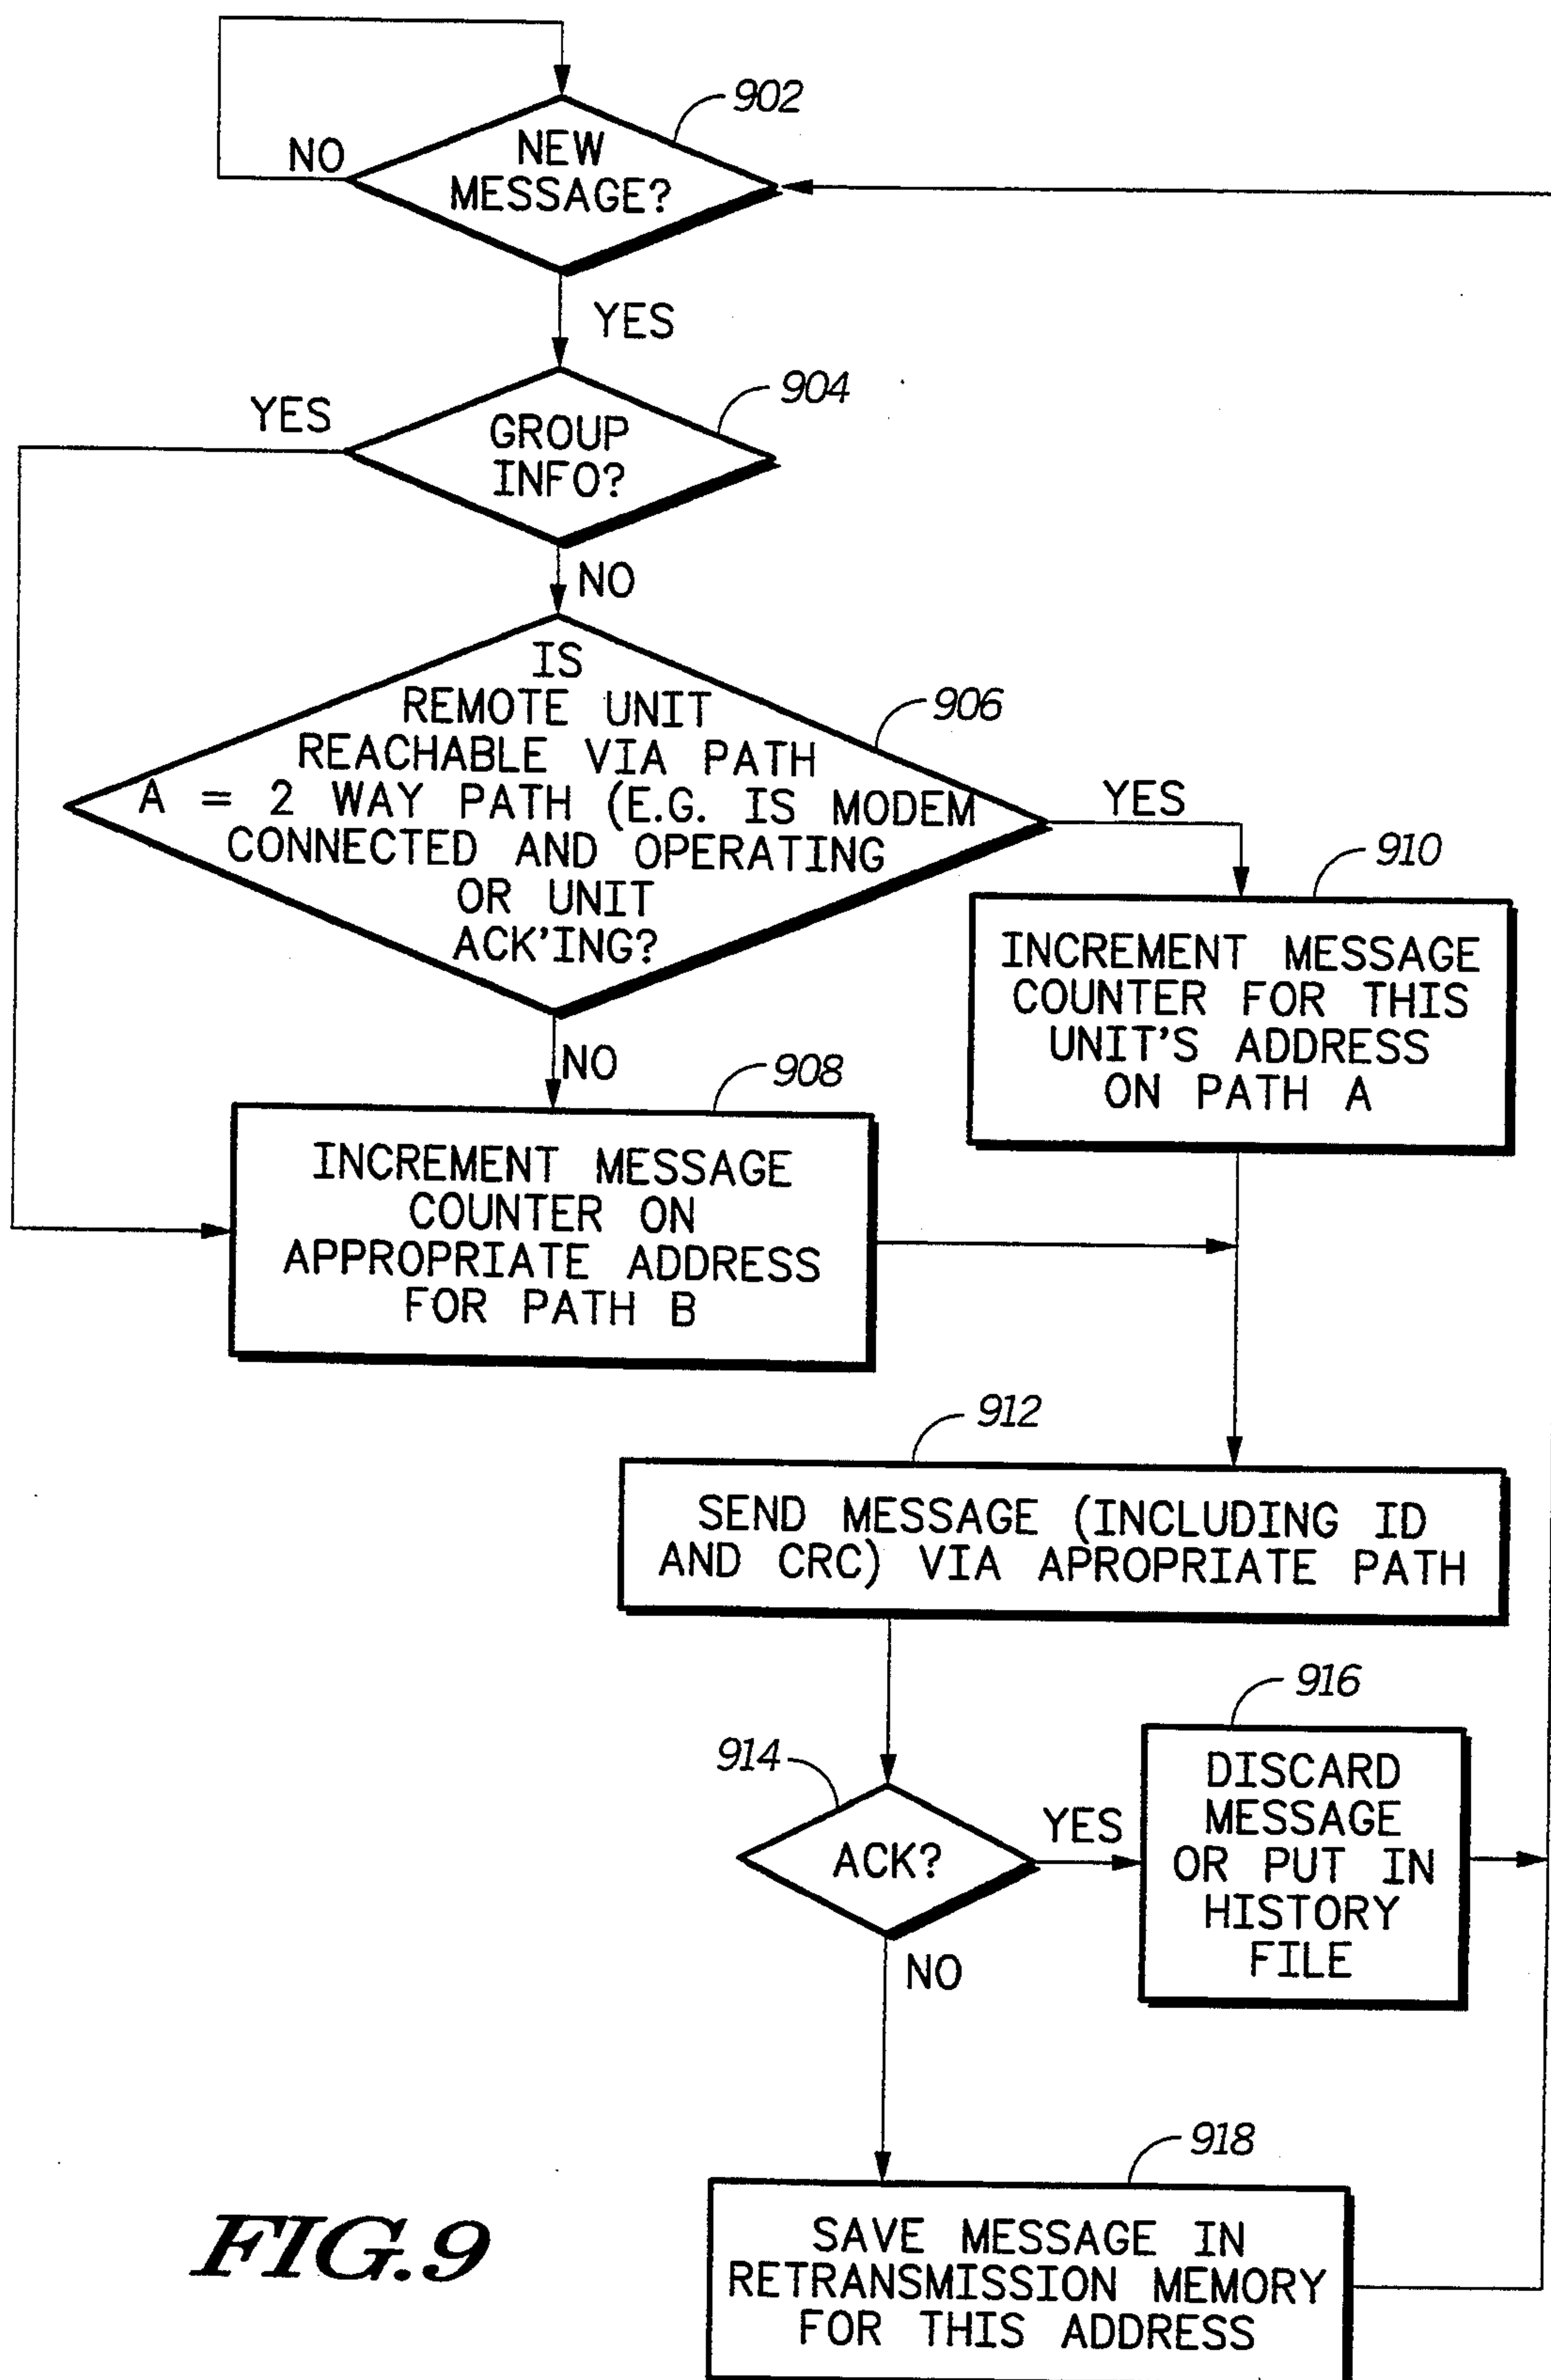 902
NO
NEW
MESSAGE?
YES
904
YES
GROUP
INFO?
NO
IS
REMOTE UNIT
REACHABLE VIA PATH
A = 2 WAY PATH (E.G. IS MODEM
CONNECTED AND OPERATING
OR UNIT
ACK'ING?
906
YES
910
INCREMENT MESSAGE
COUNTER FOR THIS
UNIT'S ADDRESS
ON PATH A
NO
908
INCREMENT MESSAGE
COUNTER ON
APPROPRIATE ADDRESS
FOR PATH B
912
SEND MESSAGE (INCLUDING ID
AND CRC) VIA APROPRIATE PATH
914
ACK?
YES
916
DISCARD
MESSAGE
OR PUT IN
HISTORY
FILE
NO
918
SAVE MESSAGE IN
RETRANSMISSION MEMORY
FOR THIS ADDRESS
FIG.9